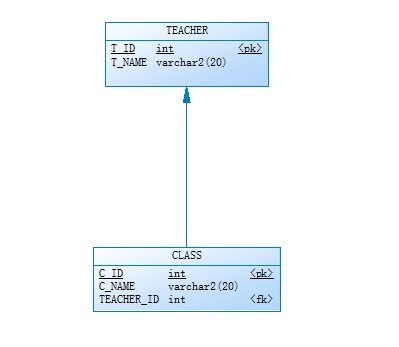 TEACHER
T_ID int <pk>
T_NAME varchar2(20)
CLASS
C_ID int <pk>
C_NAME varchar2(20)
TEACHER_ID int <fk>